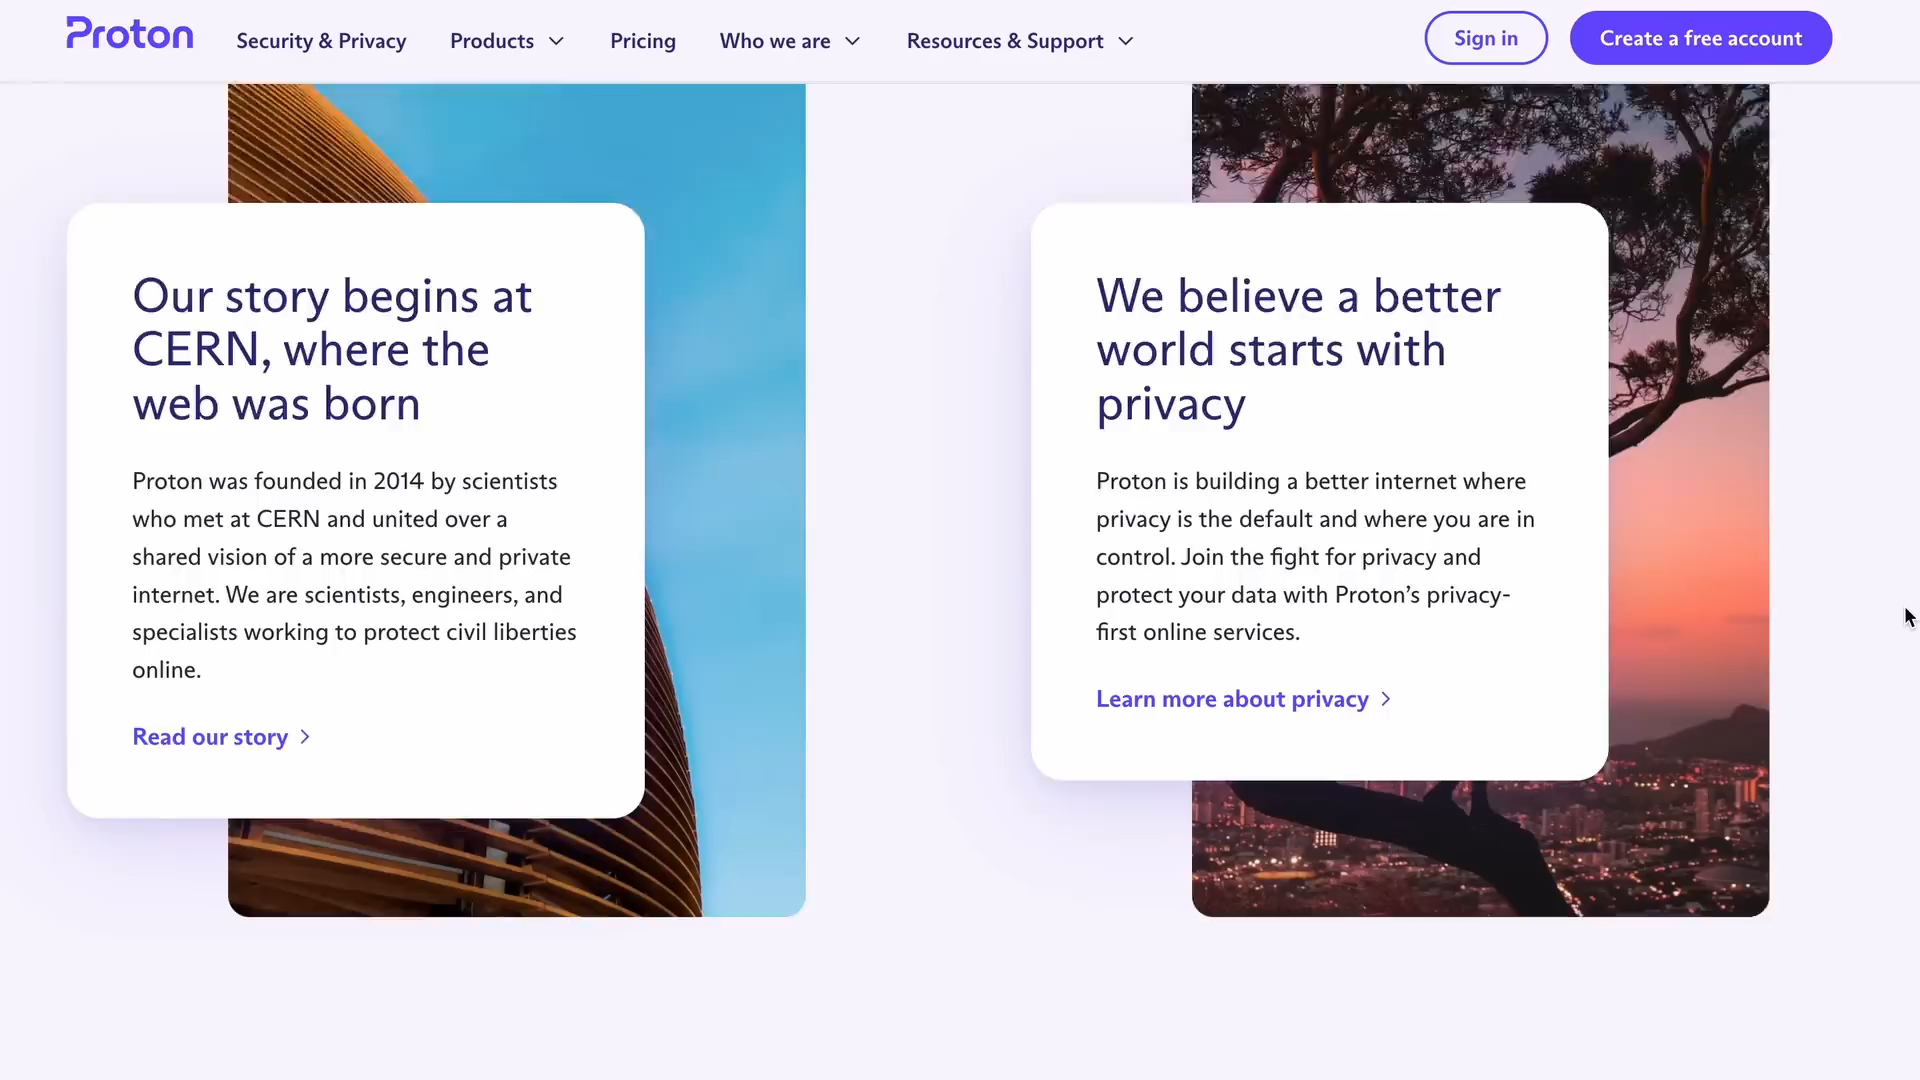 Proton
Security & Privacy
Products
Pricing
Who we are
Resources & Support
Sign in
Create a free account
Our story begins at
CERN, where the
web was born
Proton was founded in 2014 by scientists
who met at CERN and united over a
shared vision of a more secure and private
internet. We are scientists, engineers, and
specialists working to protect civil liberties
online.
Read our story
We believe a better
world starts with
privacy
Proton is building a better internet where
privacy is the default and where you are in
control. Join the fight for privacy and
protect your data with Proton’s privacy-
first online services.
Learn more about privacy